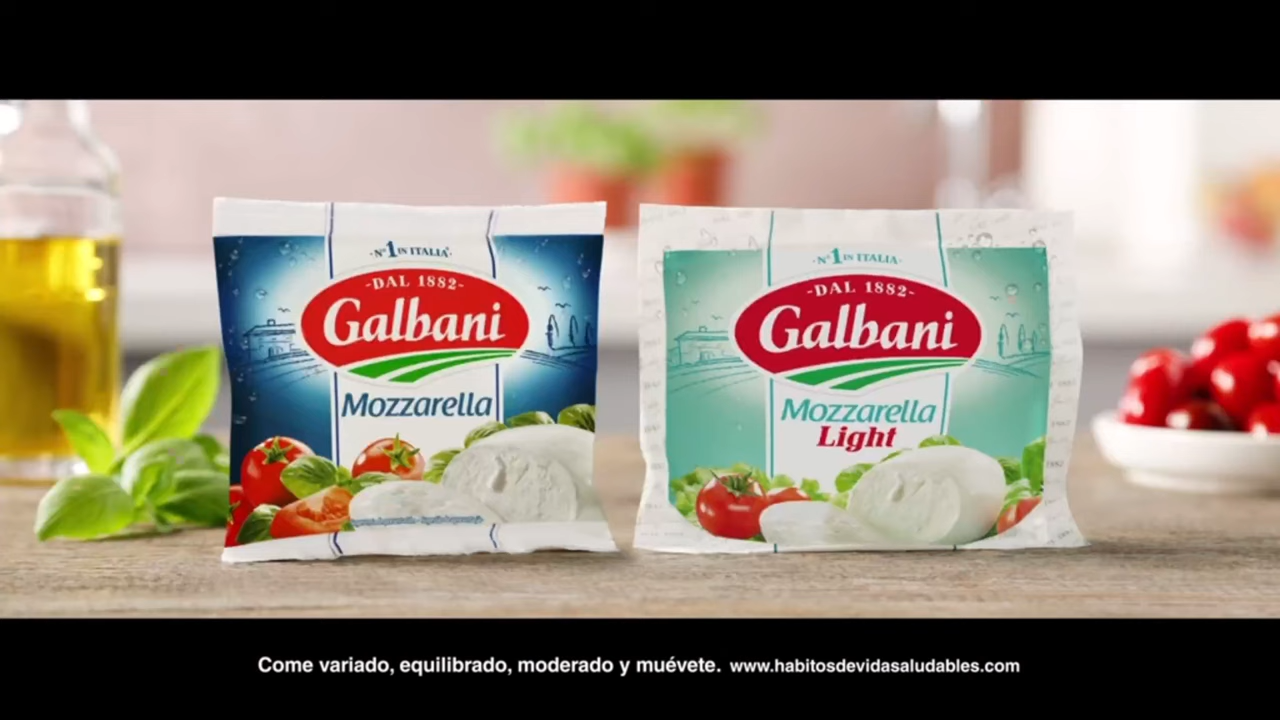 Nº1 IN ITALIA
-DAL 1882-
Galbani
Mozzarella
Nº1 IN ITALIA
-DAL 1882-
Galbani
Mozzarella
Light
Come variado, equilibrado, moderado y muévete. www.habitosdevidasaludables.com